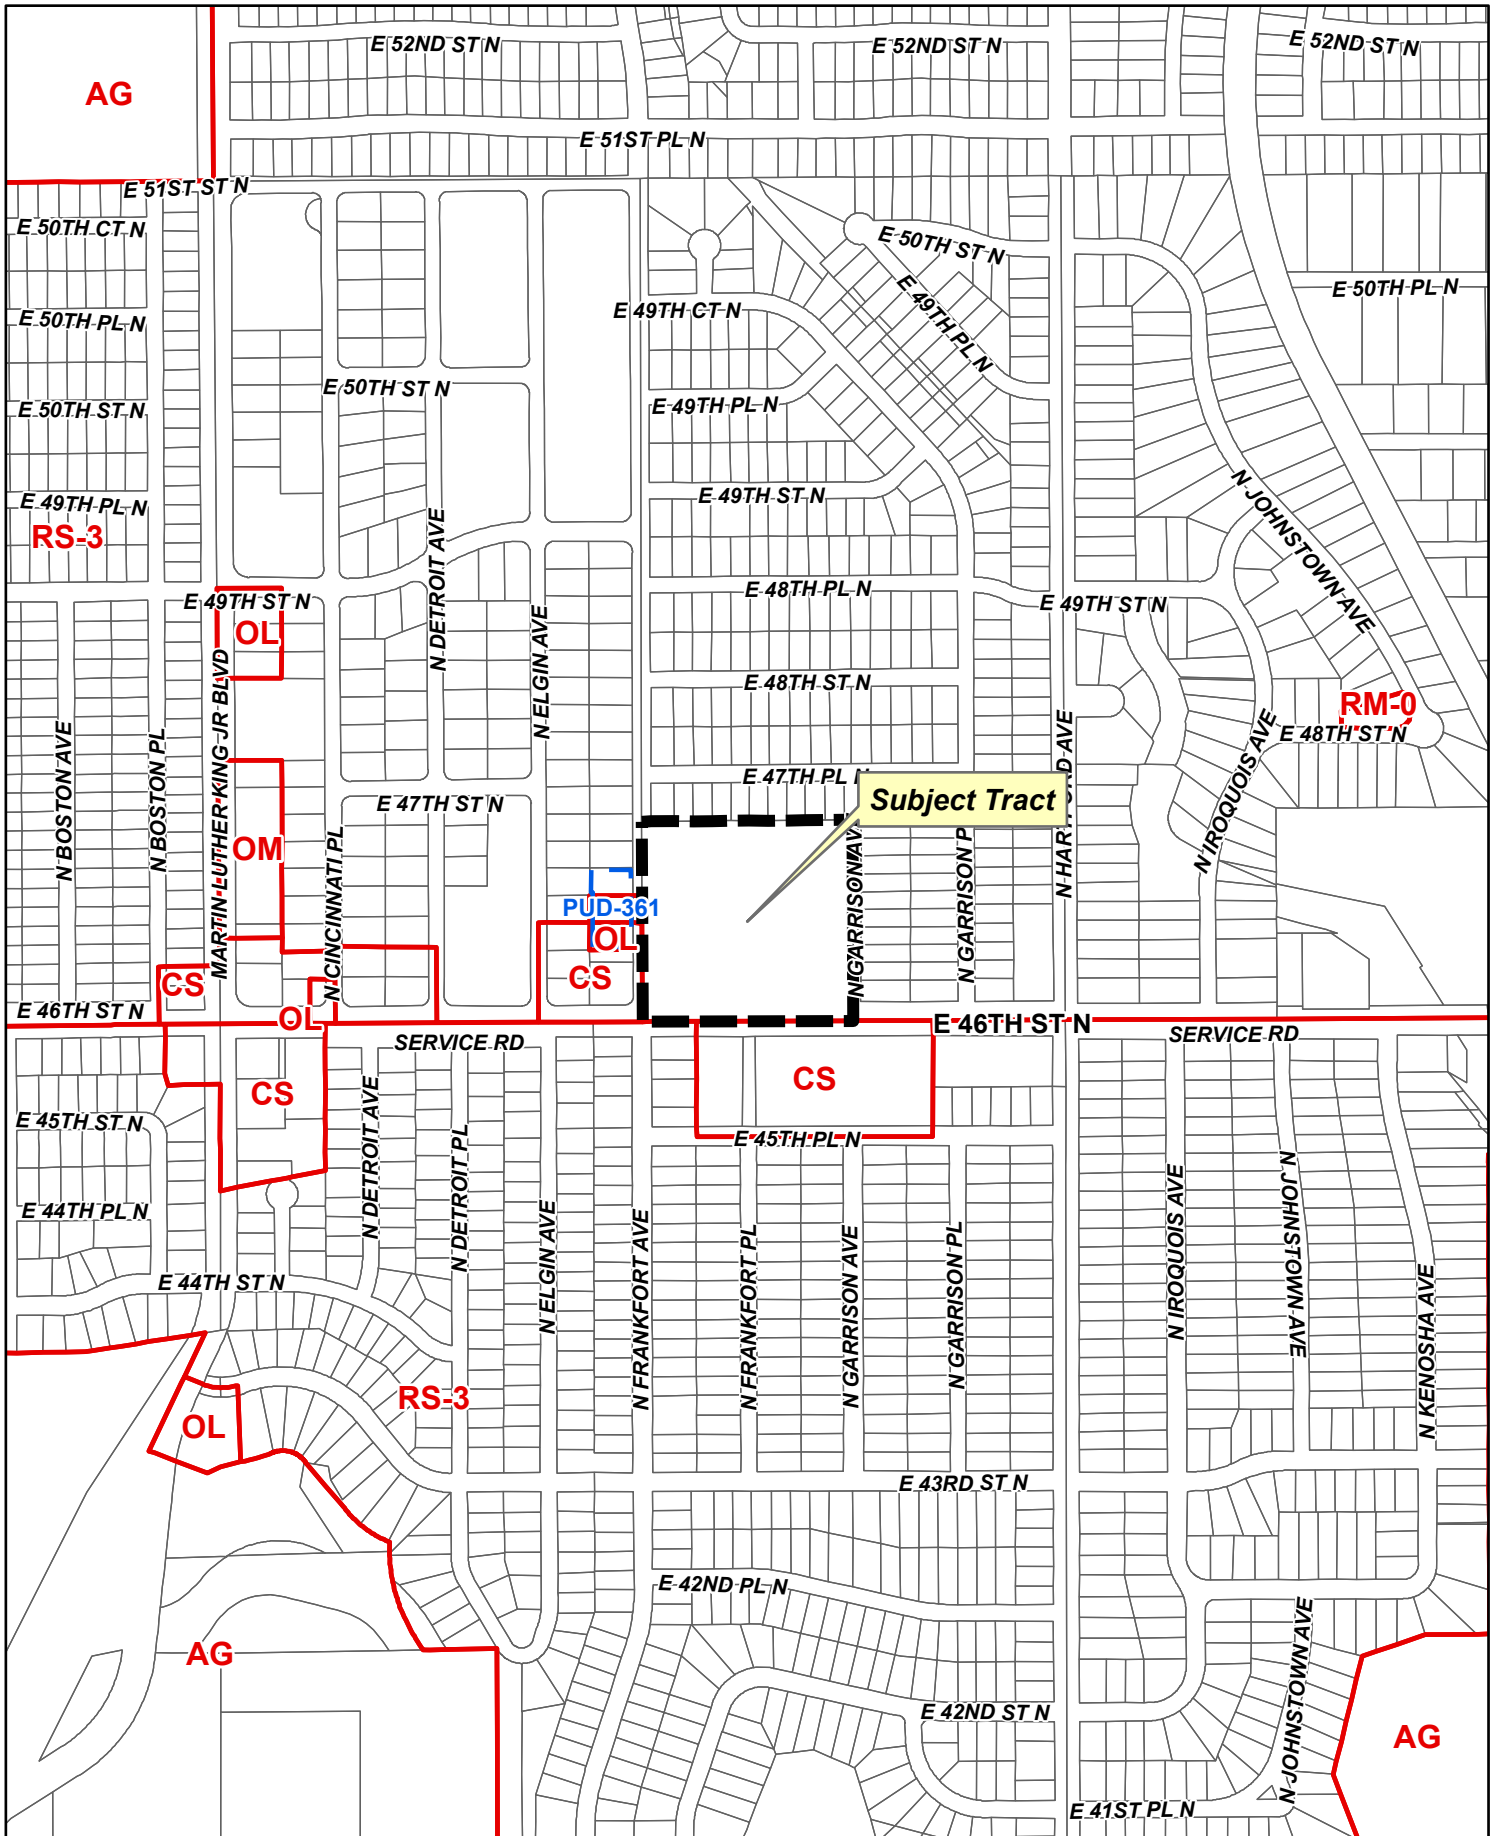 E 52ND ST N
E 52ND ST N
E 52ND ST N
AG
E 51ST PL N
E 51ST ST N
E 50TH CT N
E 50TH ST N
E 50TH PL N
E 49TH CT N
E 50TH PL N
E 49TH PL N
E 50TH ST N
E 49TH PL N
E 50TH ST N
E 49TH ST N
E 49TH PL N
N JOHNSTOWN AVE
RS-3
N DETROIT AVE
E 48TH PL N
E 49TH ST N
E 49TH ST N
OL
N ELGIN AVE
MARTIN LUTHER KING JR BLVD
E 48TH ST N
RM-0
E 48TH ST N
N BOSTON AVE
N BOSTON PL
N IROQUOIS AVE
E 47TH PL N
Subject Tract
E 47TH ST N
N CINCINNATI PL
OM
N GARRISON AVE
N GARRISON P
N HARTFORD AVE
PUD-361
OL
CS
CS
E 46TH ST N
OL
E 46TH ST N
SERVICE RD
SERVICE RD
CS
CS
N DETROIT AVE
E 45TH ST N
E 45TH PL N
N DETROIT PL
E 44TH PL N
N ELGIN AVE
N FRANKFORT AVE
N FRANKFORT PL
N GARRISON AVE
N GARRISON PL
N IROQUOIS AVE
N JOHNSTOWN AVE
N KENOSHA AVE
E 44TH ST N
RS-3
OL
E 43RD ST N
E 42ND PL N
AG
N JOHNSTOWN AVE
E 42ND ST N
AG
E 41ST PL N